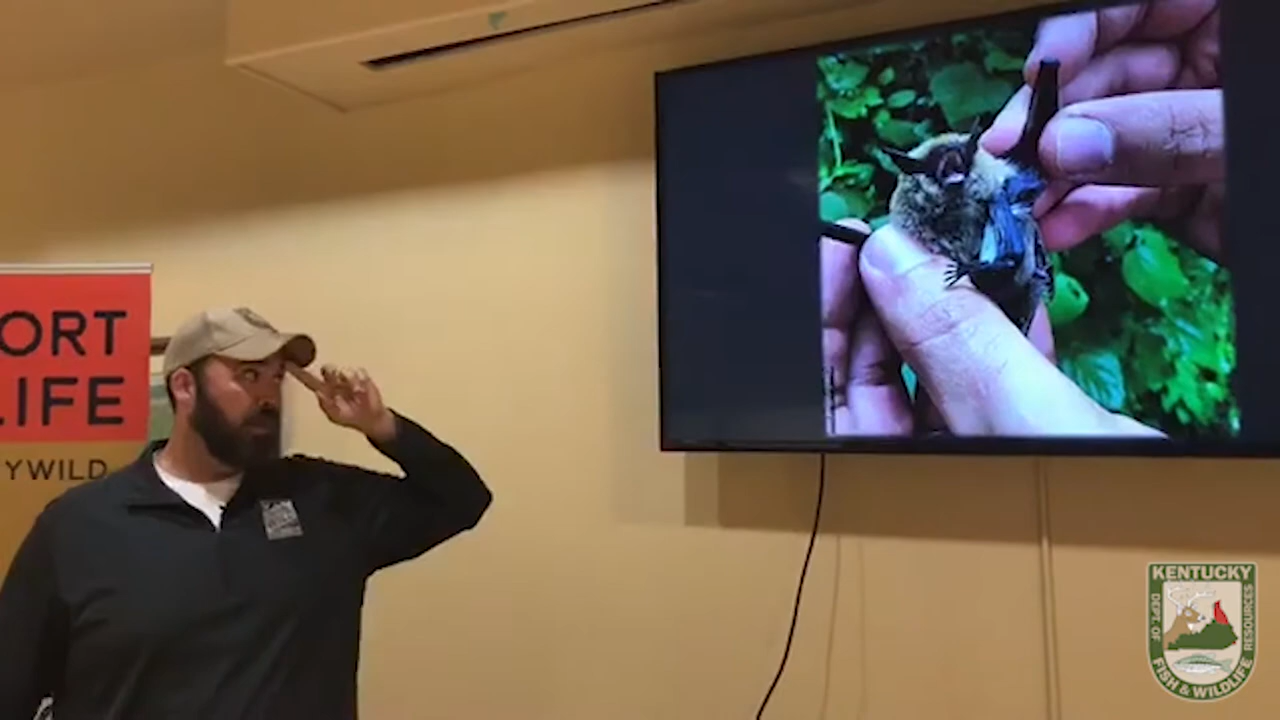 ORT
LIFE
YWILD
KENTUCKY
DEPT. OF
RESOURCES
FISH & WILDLIFE